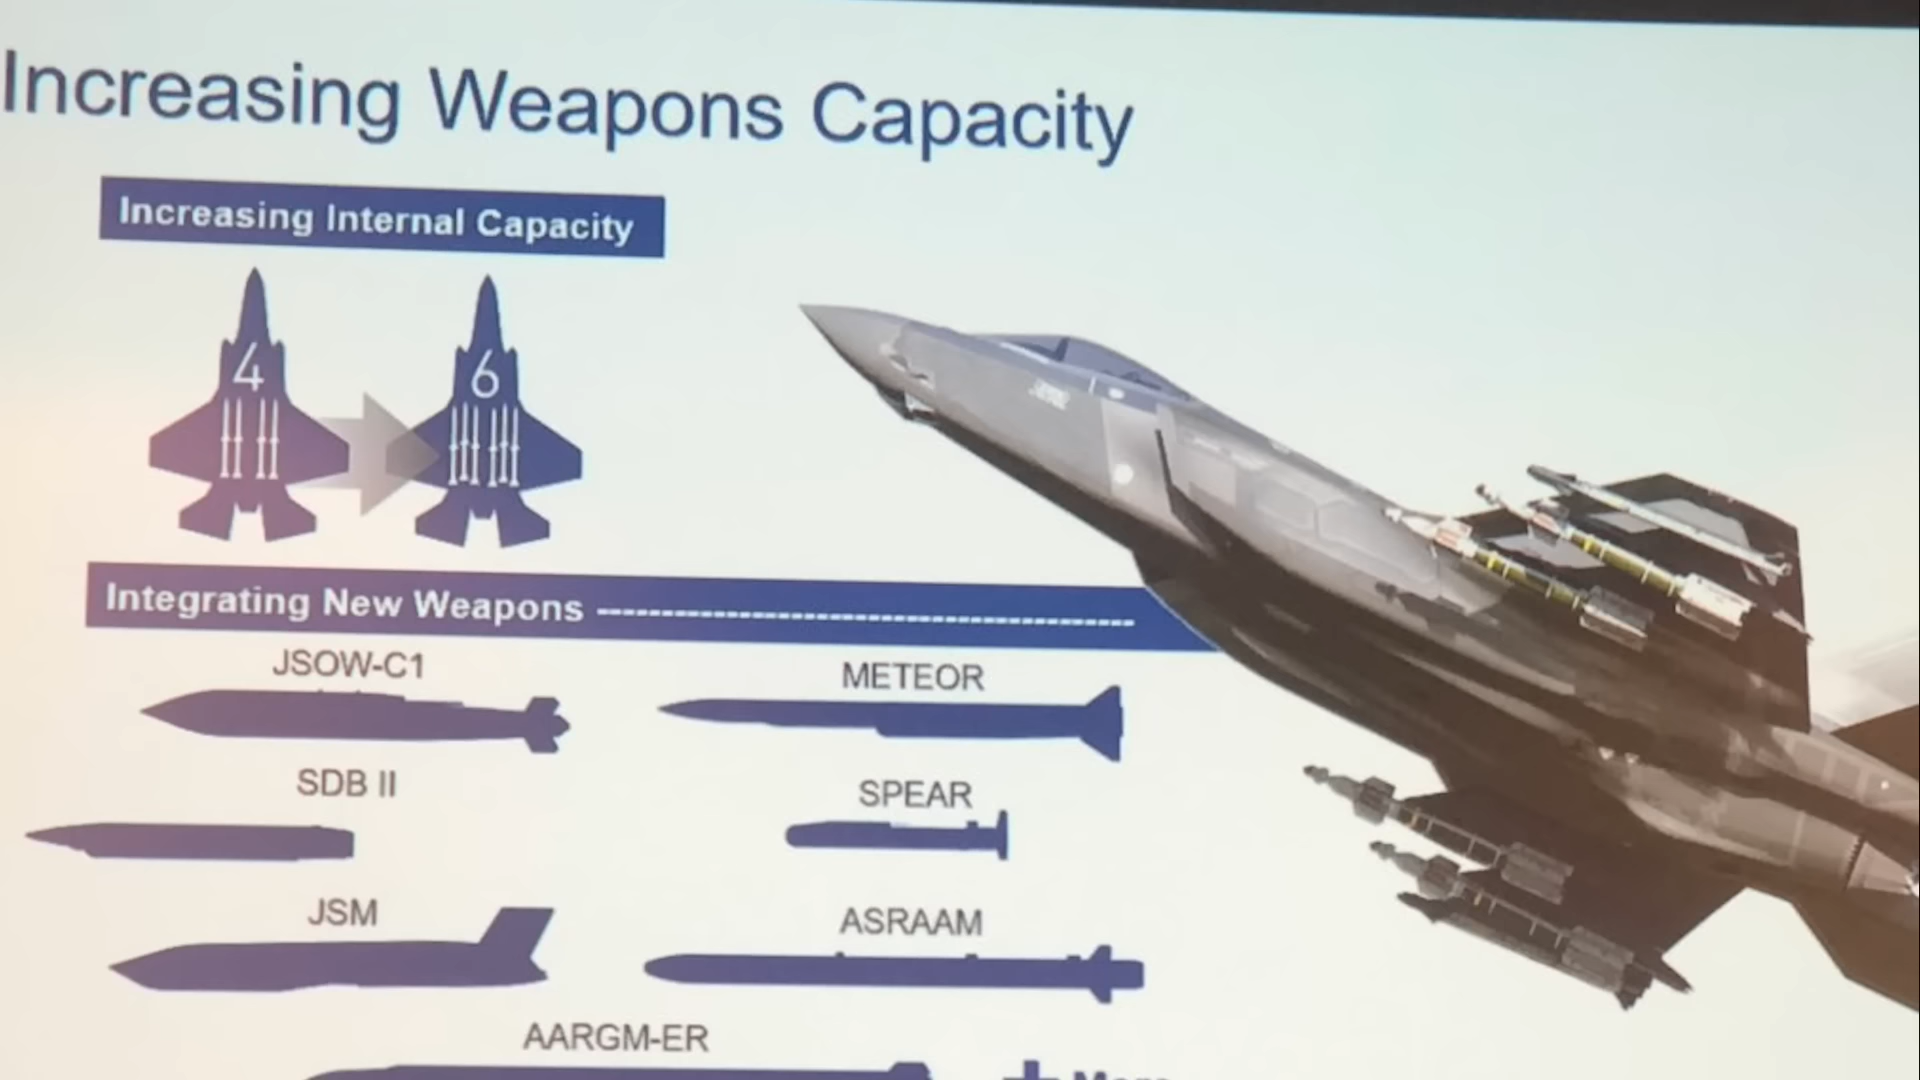 Increasing Weapons Capacity
Increasing Internal Capacity
4
6
Integrating New Weapons
JSOW-C1
METEOR
SDB II
SPEAR
JSM
ASRAAM
AARGM-ER
+ More